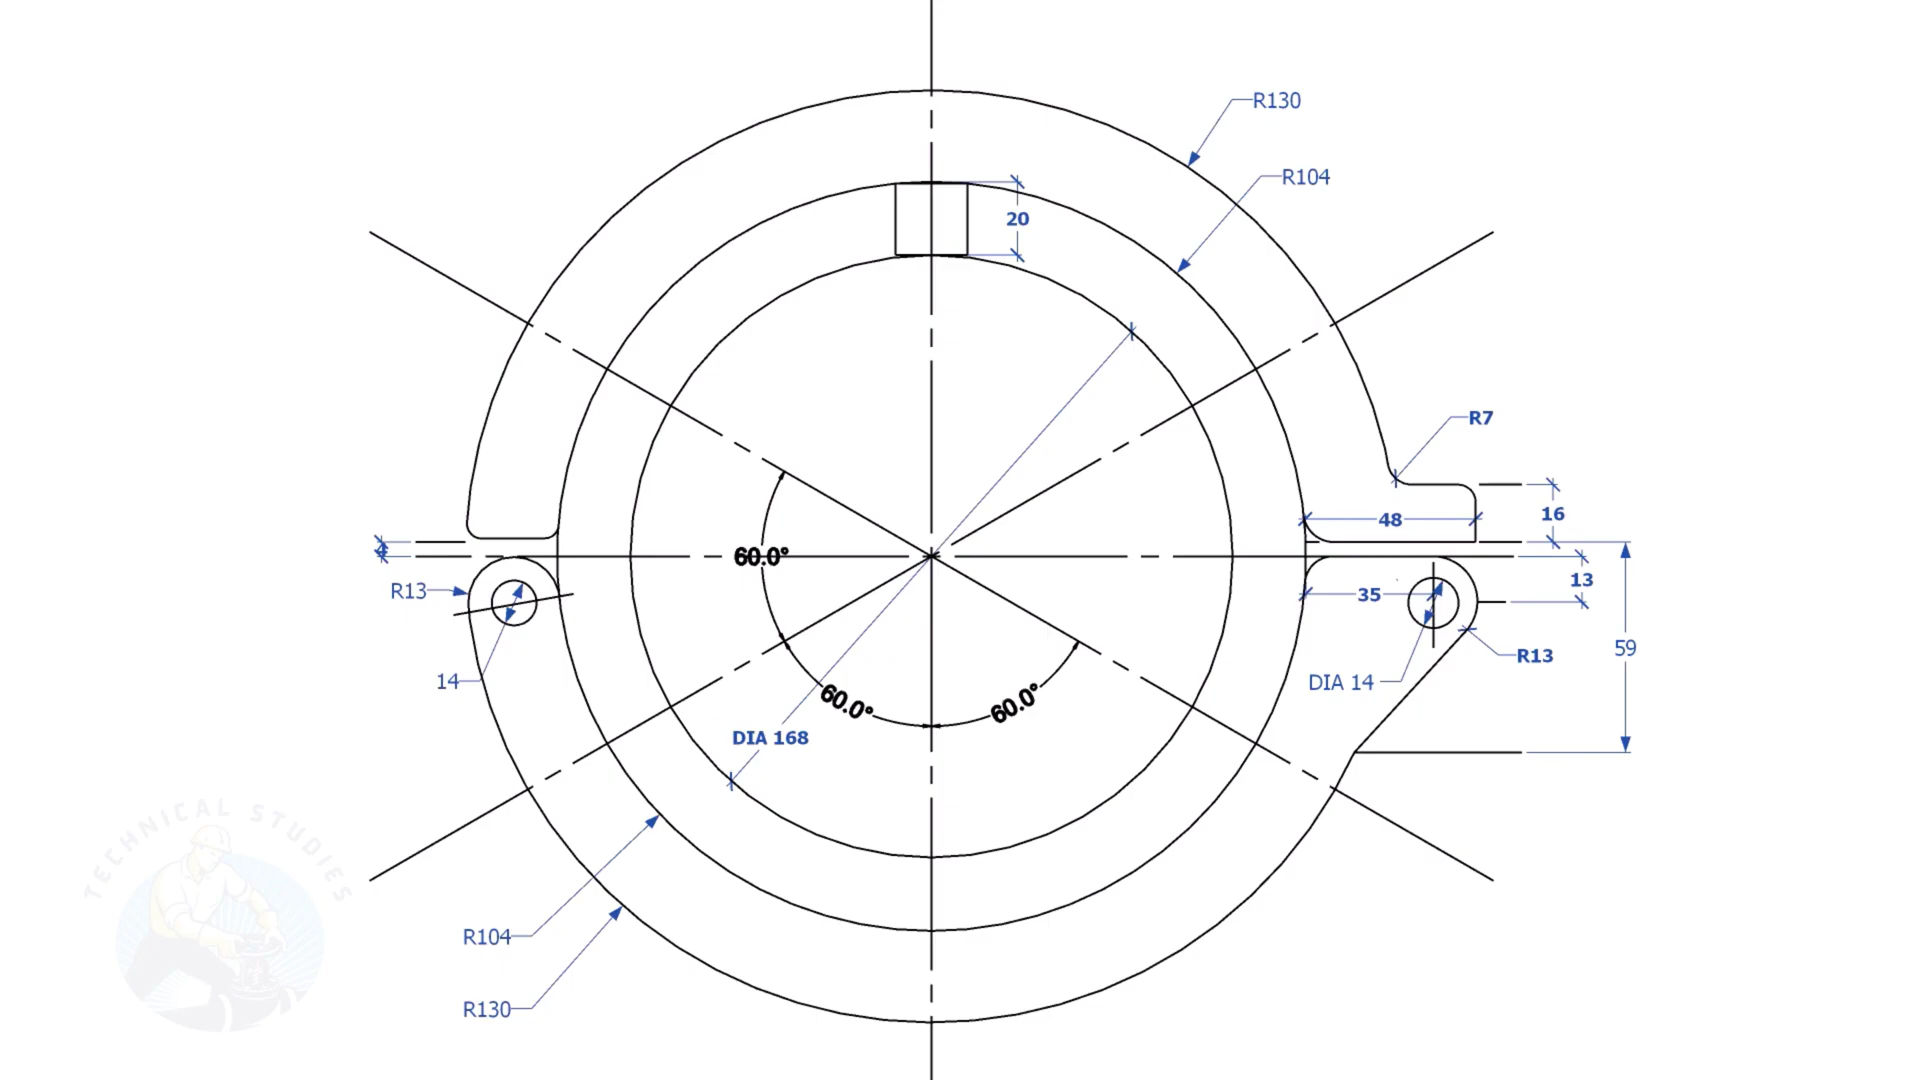 R130
R104
20
R7
16
48
4
60.0°
R13
13
35
59
R13
14
DIA 14
60.0°
60.0°
DIA 168
TECHNICAL STUDIES
R104
R130